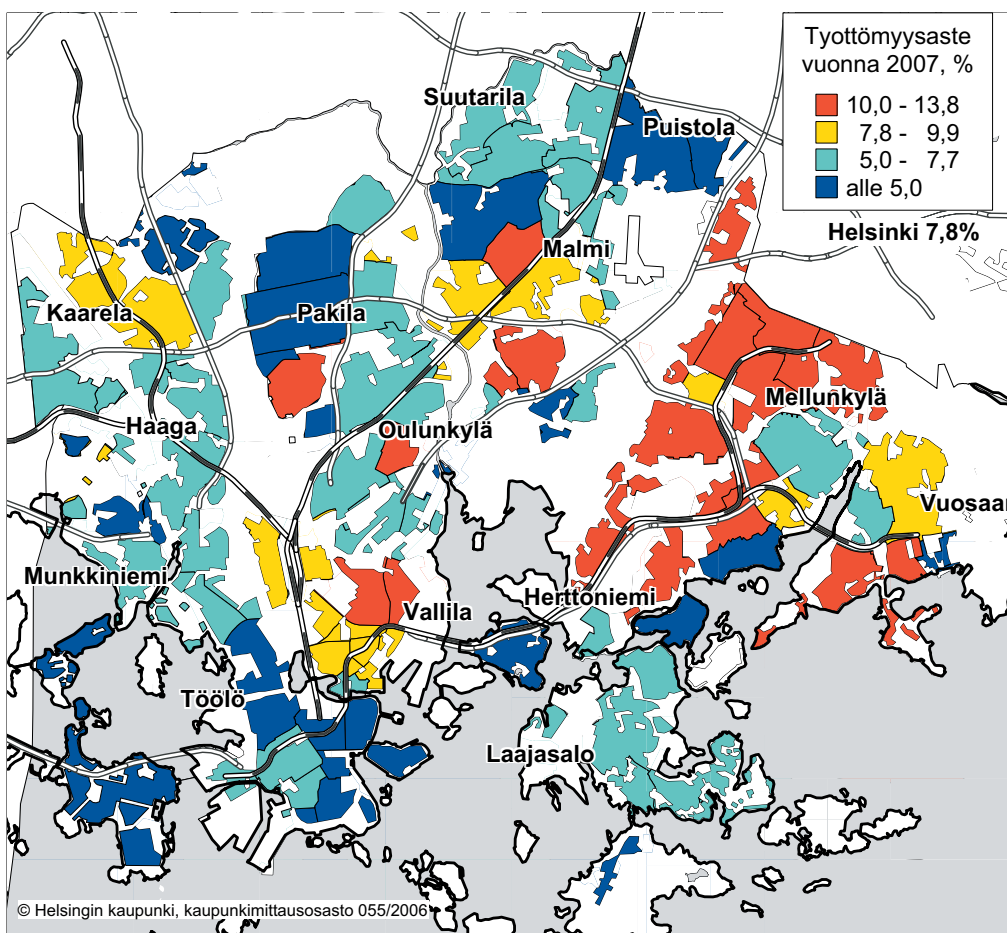 Tyottömyysaste
vuonna 2007, %
10,0 - 13,8
7,8 - 9,9
5,0 - 7,7
alle 5,0
Helsinki 7,8%
Suutarila
Puistola
Malmi
Kaarela
Pakila
Mellunkylä
Haaga
Oulunkylä
Vuosaar
Munkkiniemi
Herttoniemi
Vallila
Töölö
Laajasalo
© Helsingin kaupunki, kaupunkimittausosasto 055/2006